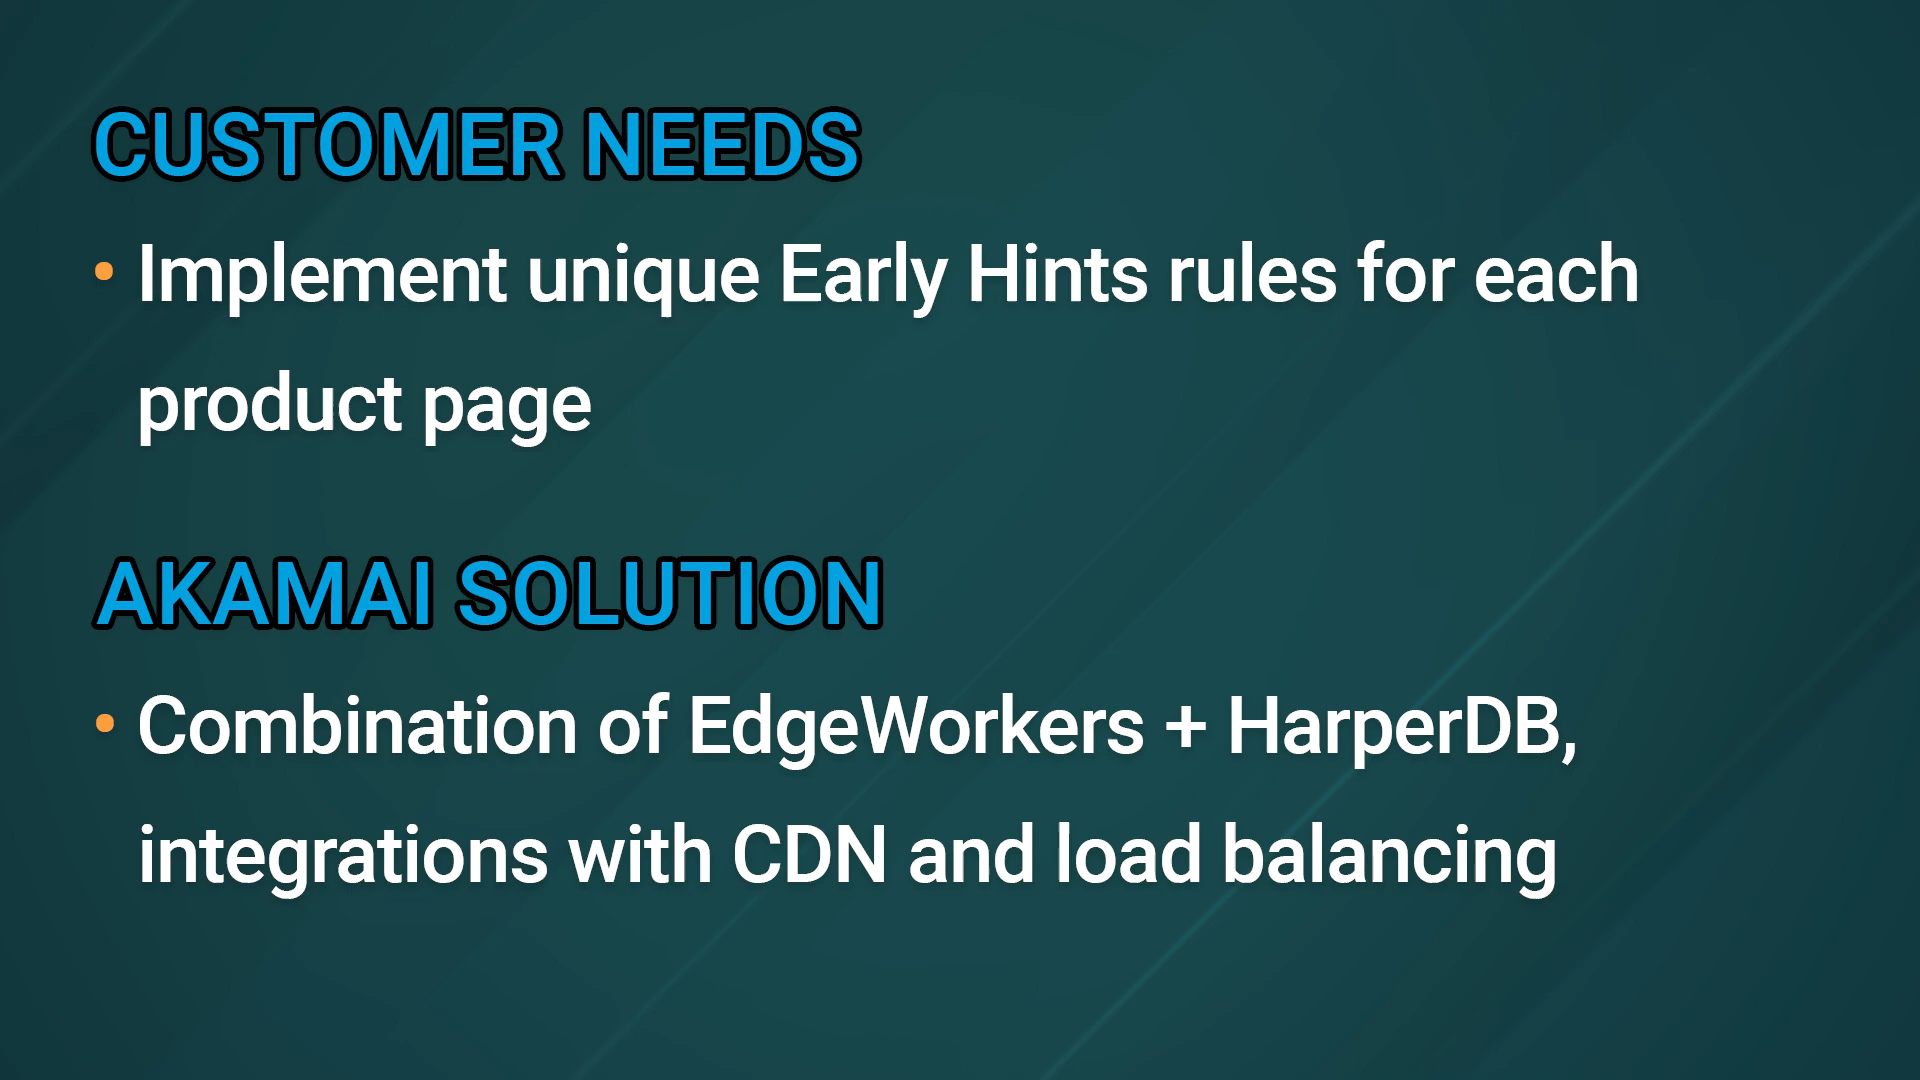 CUSTOMER NEEDS
• Implement unique Early Hints rules for each
product page
AKAMAI SOLUTION
• Combination of EdgeWorkers + HarperDB,
integrations with CDN and load balancing